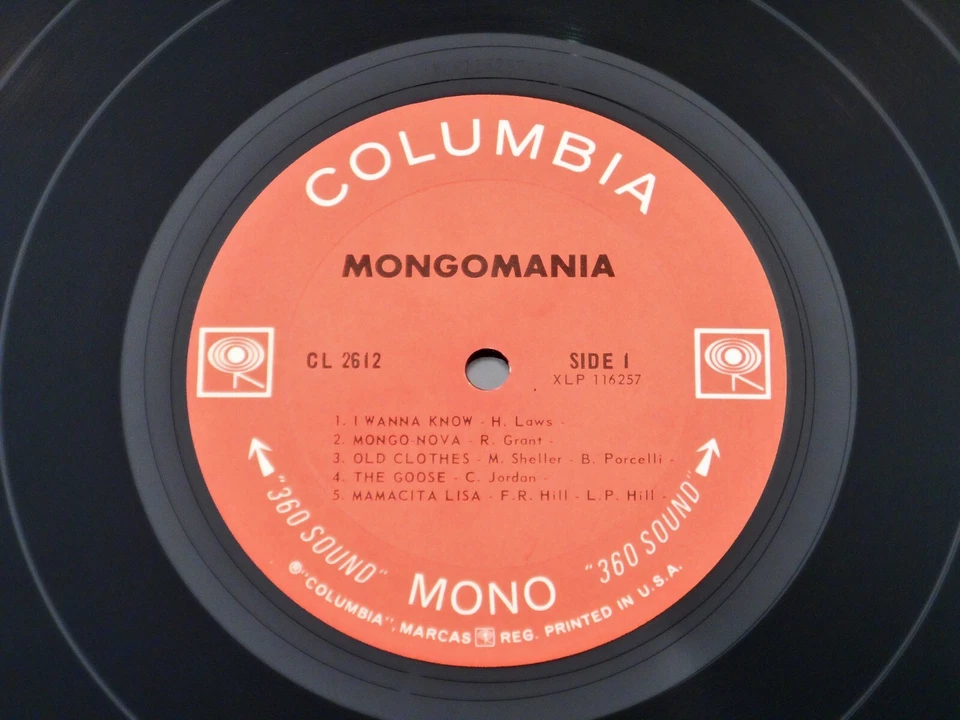 COLUMBIA
MONGOMANIA
CL 2612
SIDE 1
XLP 116257
1. I WANNA KNOW - H. Laws -
2. MONGO NOVA - R. Grant -
3. OLD CLOTHES - M. Sheller - B. Porcelli -
4. THE GOOSE - C. Jordan -
5. MAMACITA LISA - F.R. Hill - L.P. Hill -
"360 SOUND"
MONO
"360 SOUND"
®"COLUMBIA", MARCAS REG. PRINTED IN U.S.A.